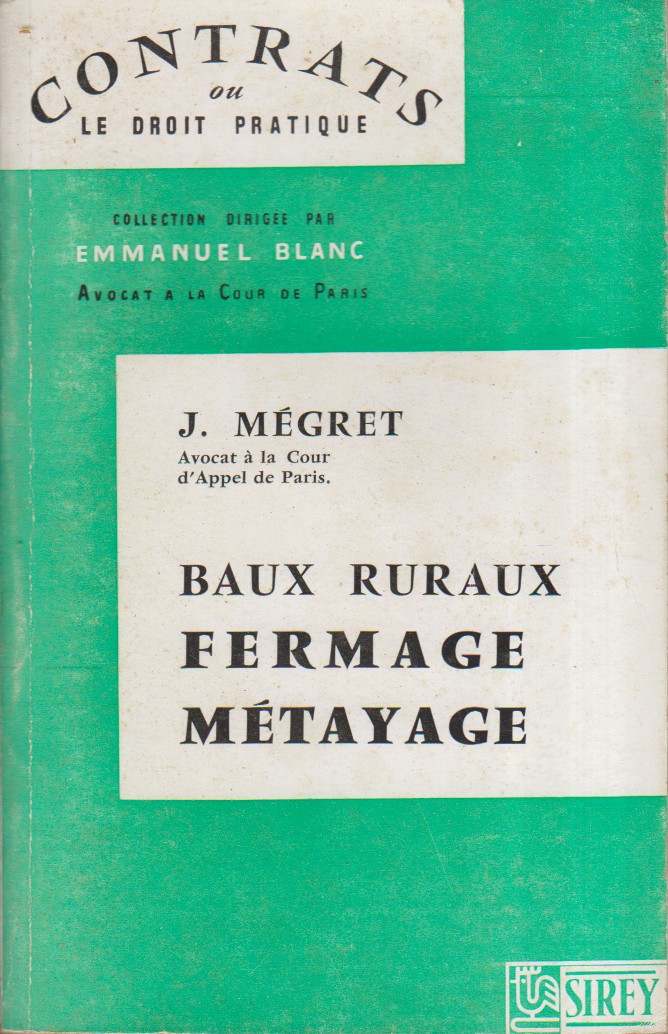 CONTRATS
ou
LE DROIT PRATIQUE
COLLECTION DIRIGÉE PAR
EMMANUEL BLANC
AVOCAT A LA COUR DE PARIS
J. MÉGRET
Avocat à la Cour
d'Appel de Paris.
BAUX RURAUX
FERMAGE
MÉTAYAGE
SIREY